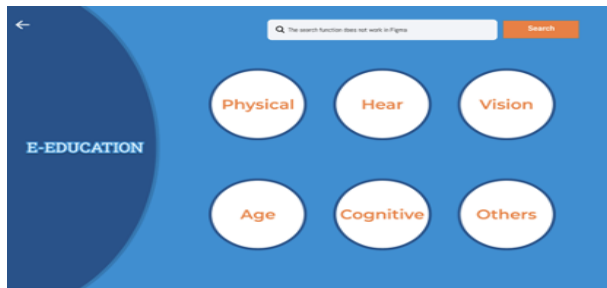 The search function does not work in Figma
Search
Physical
Hear
Vision
E-EDUCATION
Age
Cognitive
Others